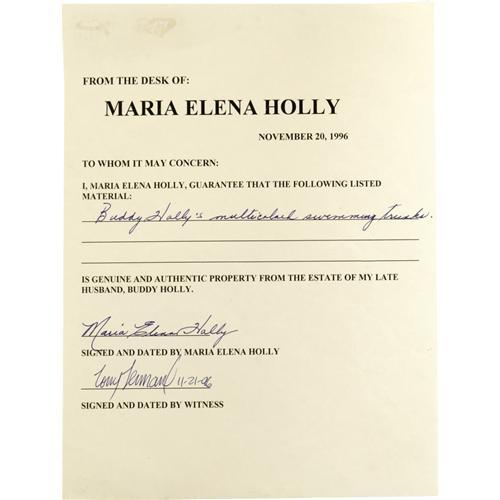 FROM THE DESK OF:
MARIA ELENA HOLLY
NOVEMBER 20, 1996
TO WHOM IT MAY CONCERN:
I, MARIA ELENA HOLLY, GUARANTEE THAT THE FOLLOWING LISTED
MATERIAL:
Buddy Holly's multicolored swimming trunks.
IS GENUINE AND AUTHENTIC PROPERTY FROM THE ESTATE OF MY LATE
HUSBAND, BUDDY HOLLY.
Maria Elena Holly
SIGNED AND DATED BY MARIA ELENA HOLLY
Tony 11-21-96
SIGNED AND DATED BY WITNESS